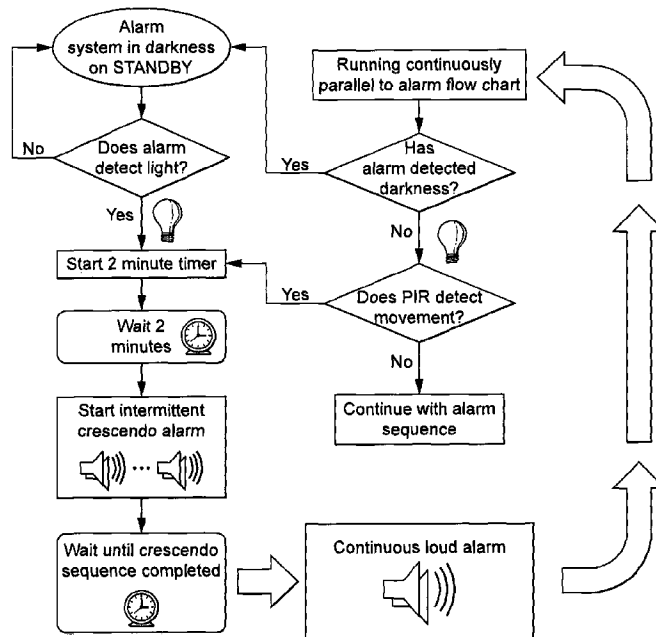 Alarm
system in darkness
on STANDBY
Running continuously
parallel to alarm flow chart
No
Does alarm
detect light?
Yes
Has
alarm detected
darkness?
Yes
No
Start 2 minute timer
Yes
Does PIR detect
movement?
Wait 2
minutes
No
Start intermittent
crescendo alarm
Continue with alarm
sequence
Wait until crescendo
sequence completed
Continuous loud alarm